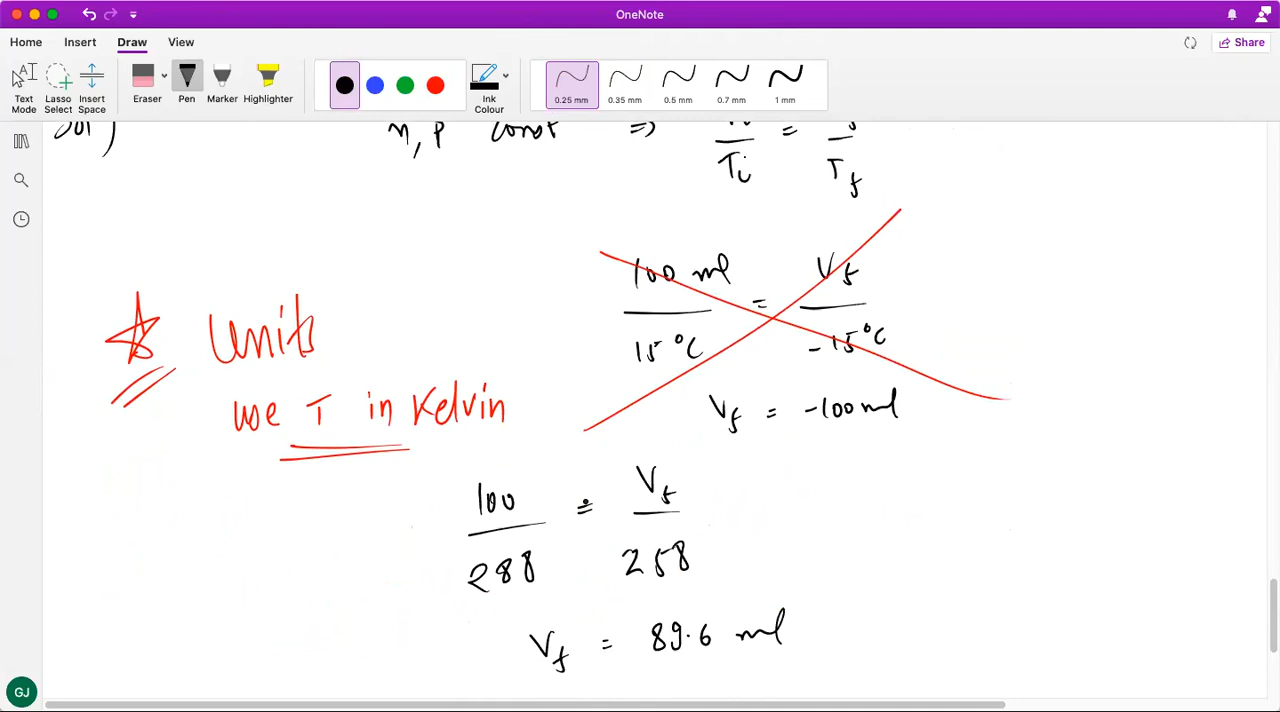 OneNote
Home Insert Draw View
Share
Text Mode
Lasso Select
Insert Space
Eraser
Pen
Marker
Highlighter
Ink Colour
0.25 mm
0.35 mm
0.5 mm
0.7 mm
1 mm
n, P const ⇒ /Ti = /Tf
100 ml / 15°C = Vf / -15°C
Vf = -100 ml
Units
use T in Kelvin
100 / 288 = Vf / 258
Vf = 89.6 ml
GJ